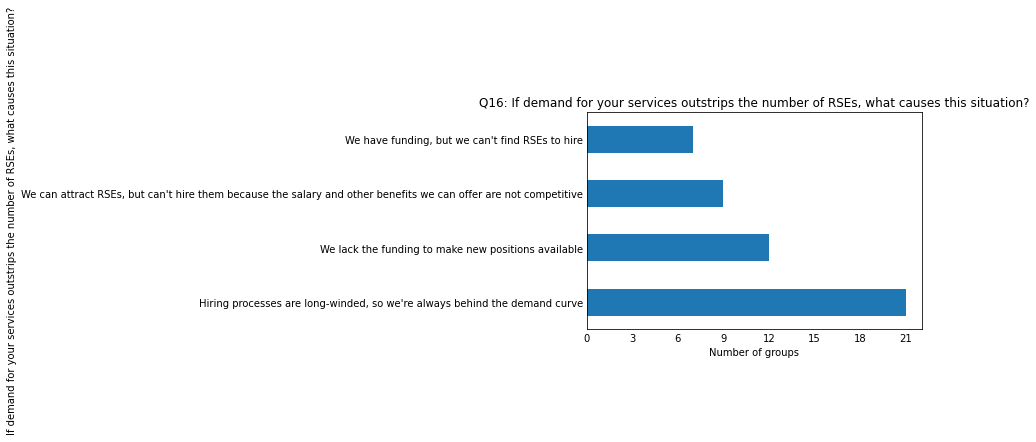 Q16: If demand for your services outstrips the number of RSEs, what causes this situation?
If demand for your services outstrips the number of RSEs, what causes this situation?
We have funding, but we can't find RSEs to hire
We can attract RSEs, but can't hire them because the salary and other benefits we can offer are not competitive
We lack the funding to make new positions available
Hiring processes are long-winded, so we're always behind the demand curve
0 3 6 9 12 15 18 21
Number of groups